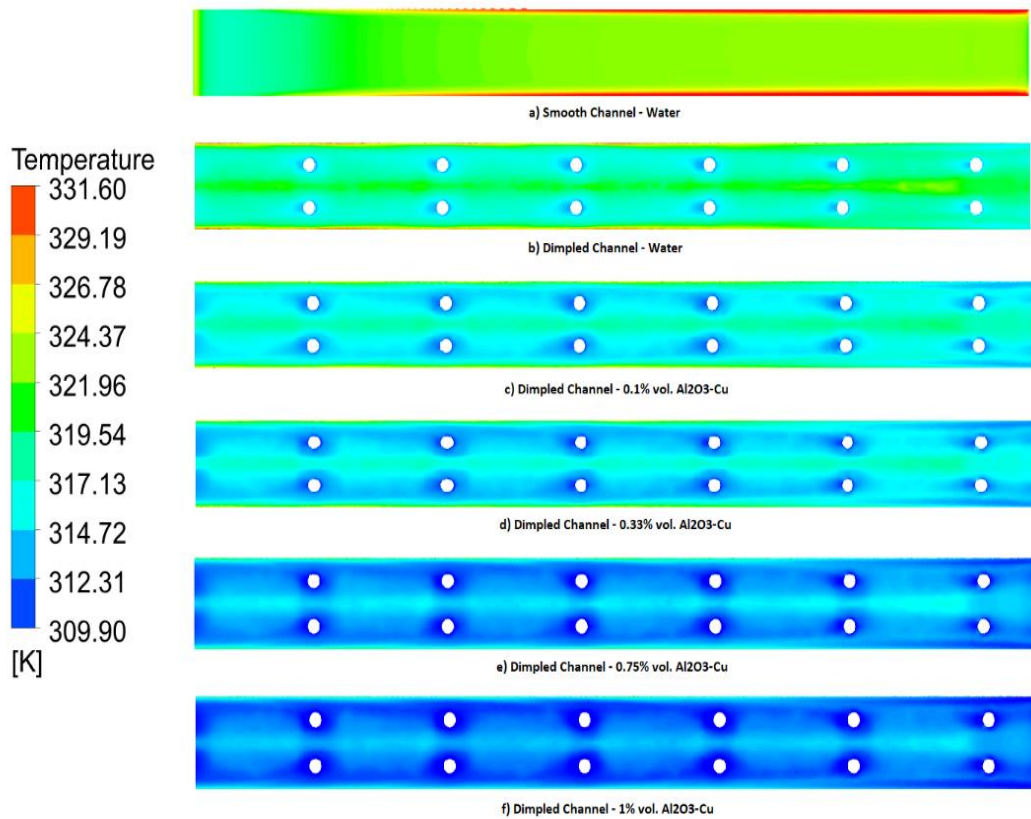 a) Smooth Channel - Water
Temperature
331.60
329.19
326.78
324.37
321.96
319.54
317.13
314.72
312.31
309.90
[K]
b) Dimpled Channel - Water
c) Dimpled Channel - 0.1% vol. Al2O3-Cu
d) Dimpled Channel - 0.33% vol. Al2O3-Cu
e) Dimpled Channel - 0.75% vol. Al2O3-Cu
f) Dimpled Channel - 1% vol. Al2O3-Cu